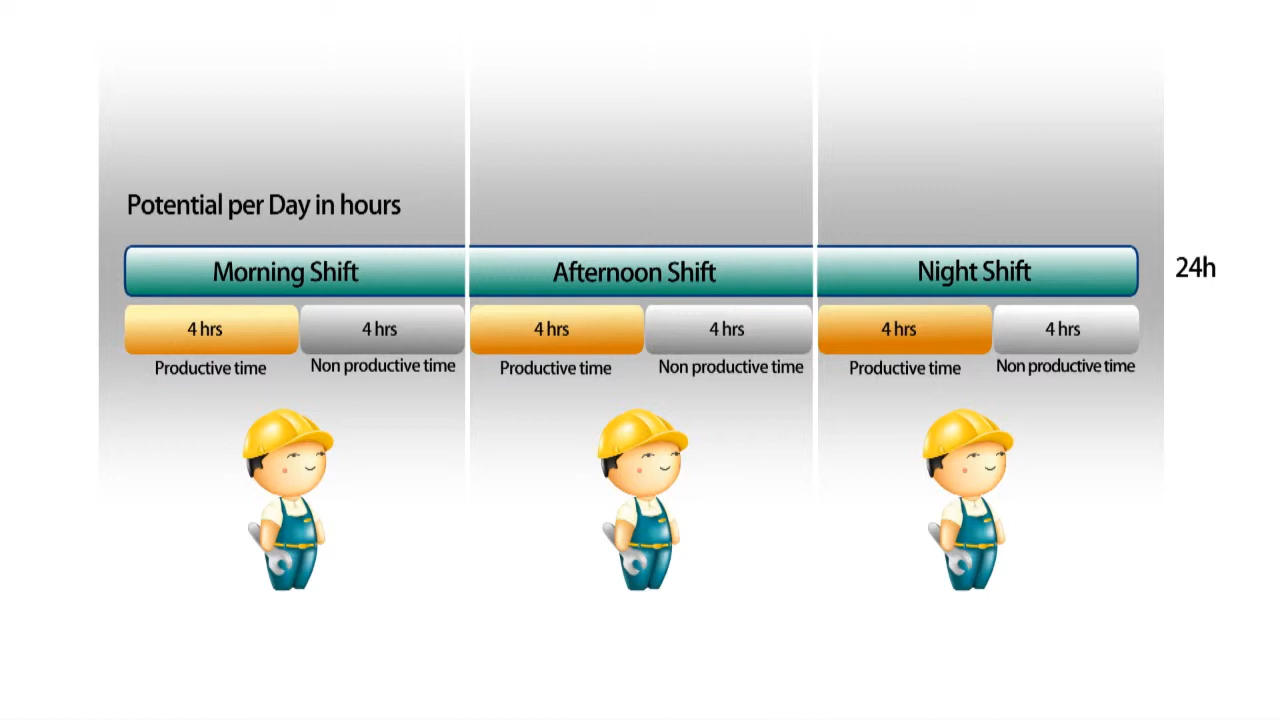 Potential per Day in hours
Morning Shift Afternoon Shift Night Shift 24h
4 hrs 4 hrs 4 hrs 4 hrs 4 hrs 4 hrs
Productive time Non productive time Productive time Non productive time Productive time Non productive time